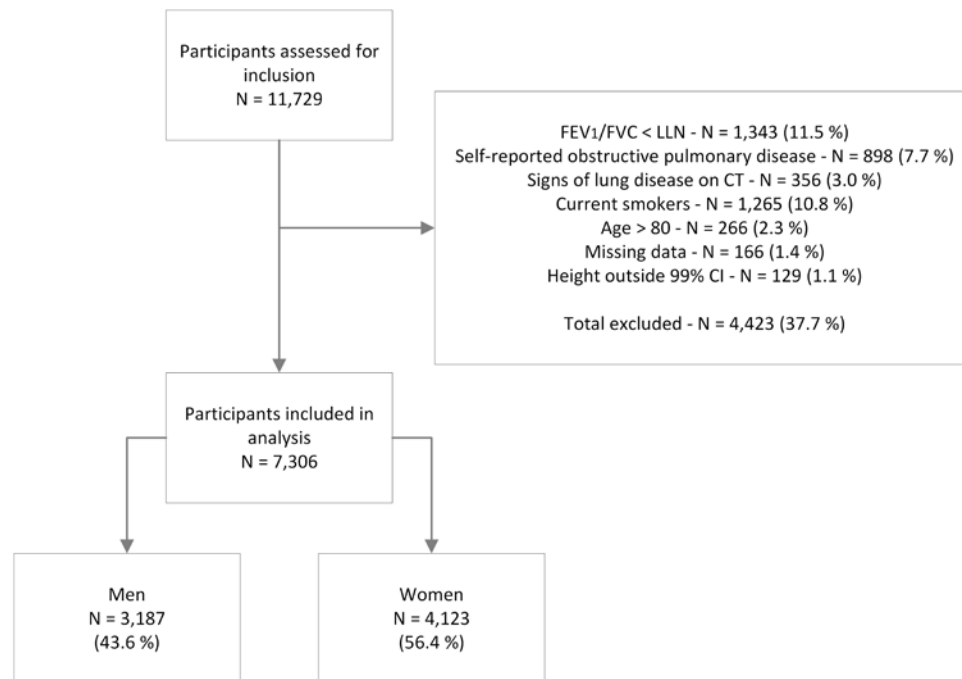 Participants assessed for
inclusion
N = 11,729
FEV1/FVC < LLN - N = 1,343 (11.5 %)
Self-reported obstructive pulmonary disease - N = 898 (7.7 %)
Signs of lung disease on CT - N = 356 (3.0 %)
Current smokers - N = 1,265 (10.8 %)
Age > 80 - N = 266 (2.3 %)
Missing data - N = 166 (1.4 %)
Height outside 99% CI - N = 129 (1.1 %)
Total excluded - N = 4,423 (37.7 %)
Participants included in
analysis
N = 7,306
Men
N = 3,187
(43.6 %)
Women
N = 4,123
(56.4 %)